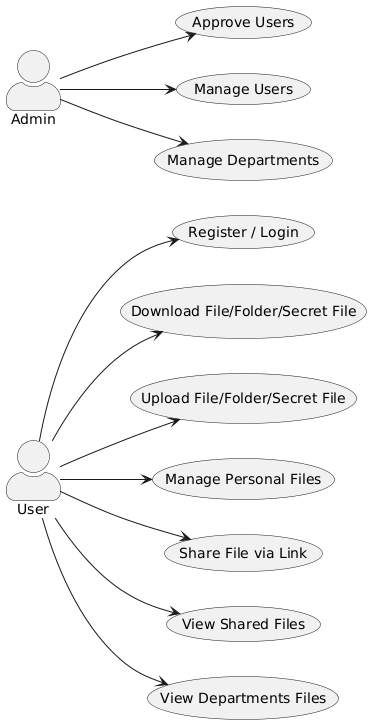 Approve Users
Manage Users
Admin
Manage Departments
Register / Login
Download File/Folder/Secret File
Upload File/Folder/Secret File
Manage Personal Files
User
Share File via Link
View Shared Files
View Departments Files